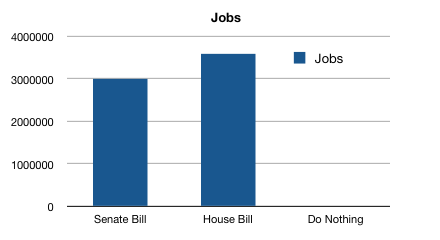 Jobs
4000000
3000000
2000000
1000000
0
Jobs
Senate Bill
House Bill
Do Nothing